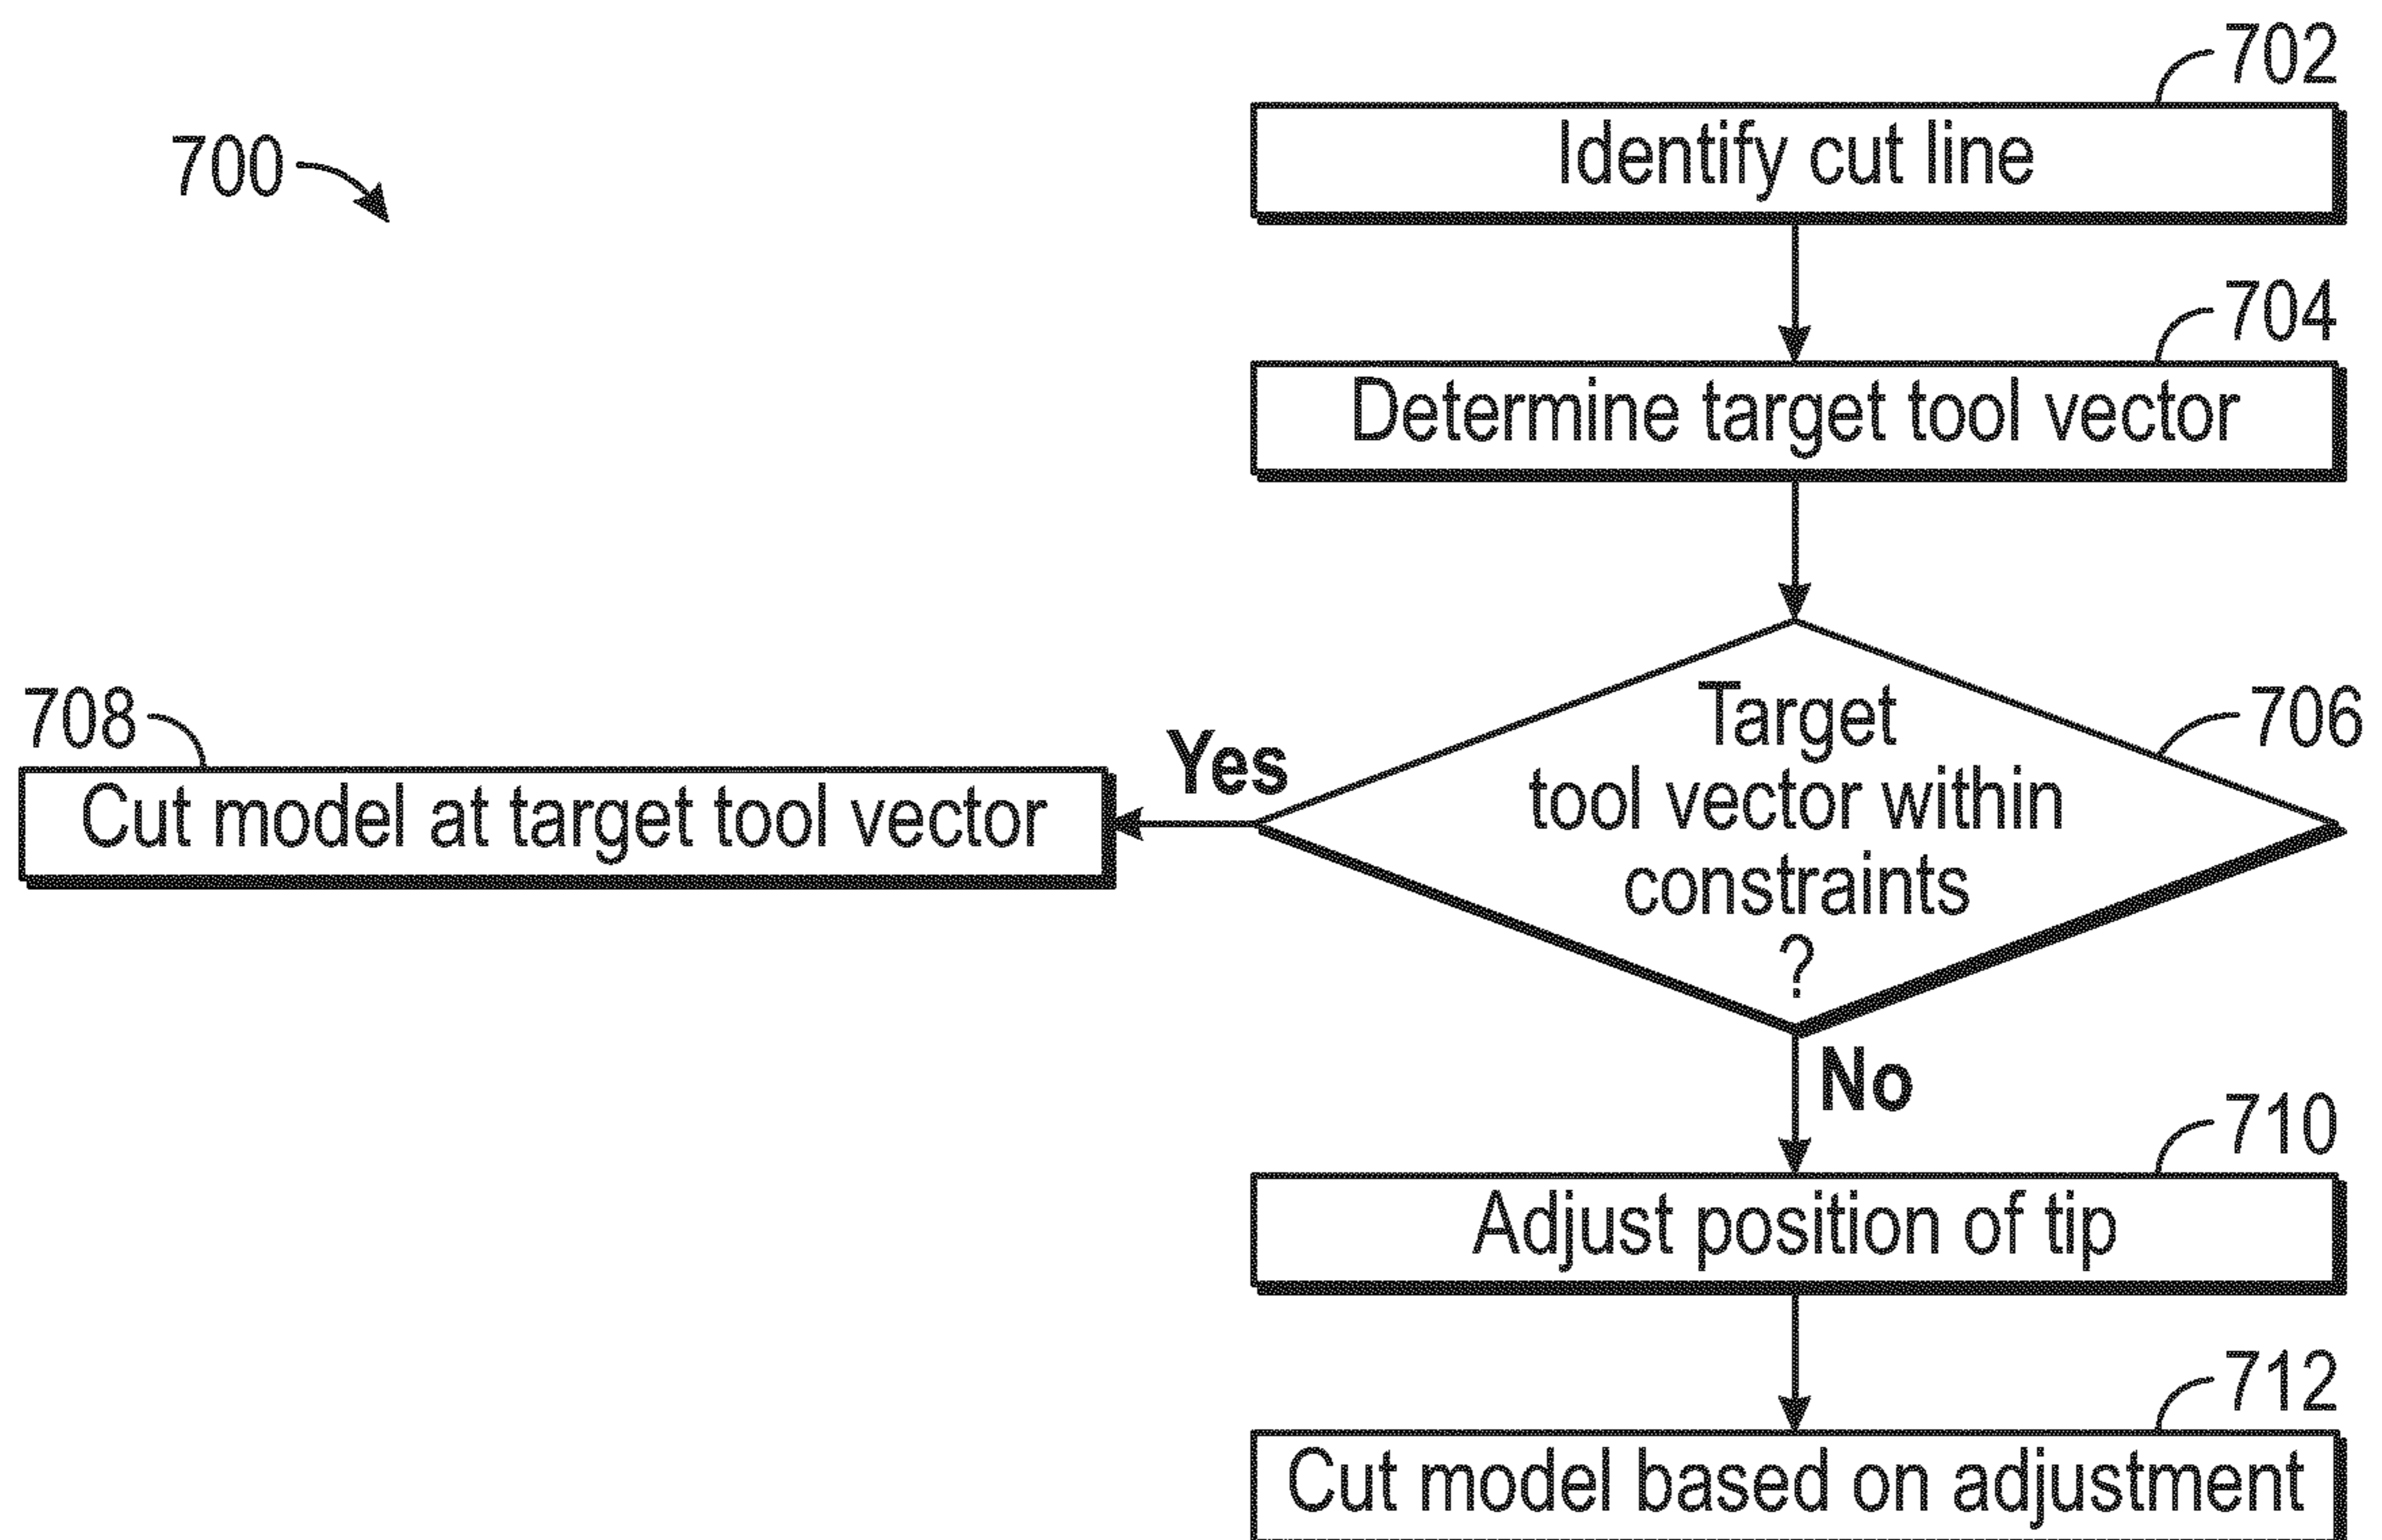 702
700
Identify cut line
704
Determine target tool vector
708
Yes
706
Target
tool vector within
constraints
?
Cut model at target tool vector
No
710
Adjust position of tip
712
Cut model based on adjustment